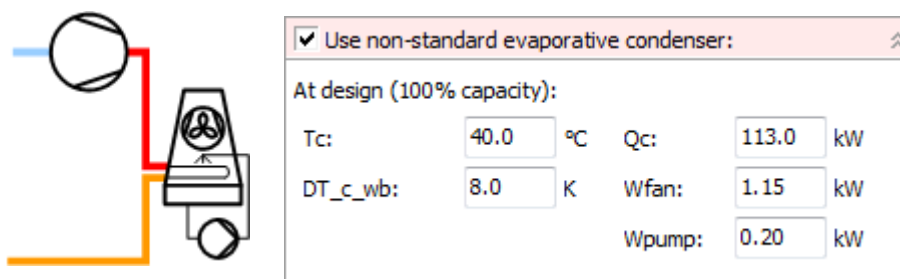 Use non-standard evaporative condenser:
At design (100% capacity):
Tc: 40.0 ºC Qc: 113.0 kW
DT_c_wb: 8.0 K Wfan: 1.15 kW
Wpump: 0.20 kW